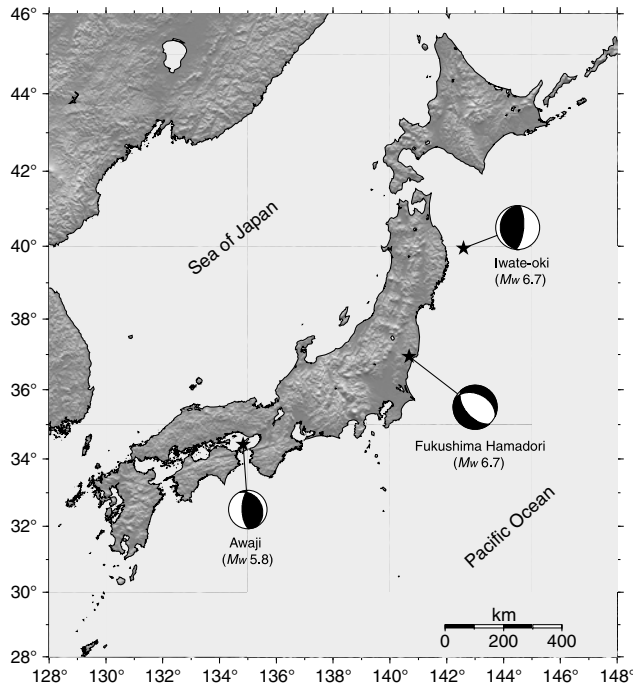 46°
44°
42°
40°
38°
36°
34°
32°
30°
28°
Sea of Japan
Iwate-oki
(Mw 6.7)
Fukushima Hamadori
(Mw 6.7)
Awaji
(Mw 5.8)
Pacific Ocean
km
0 200 400
128° 130° 132° 134° 136° 138° 140° 142° 144° 146° 148°